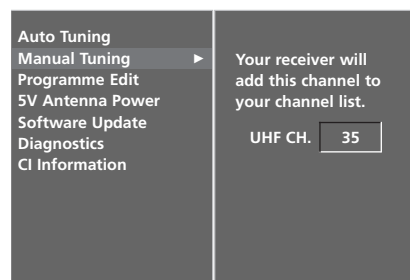 Auto Tuning
Manual Tuning ►
Programme Edit
5V Antenna Power
Software Update
Diagnostics
CI Information
Your receiver will
add this channel to
your channel list.
UHF CH. 35